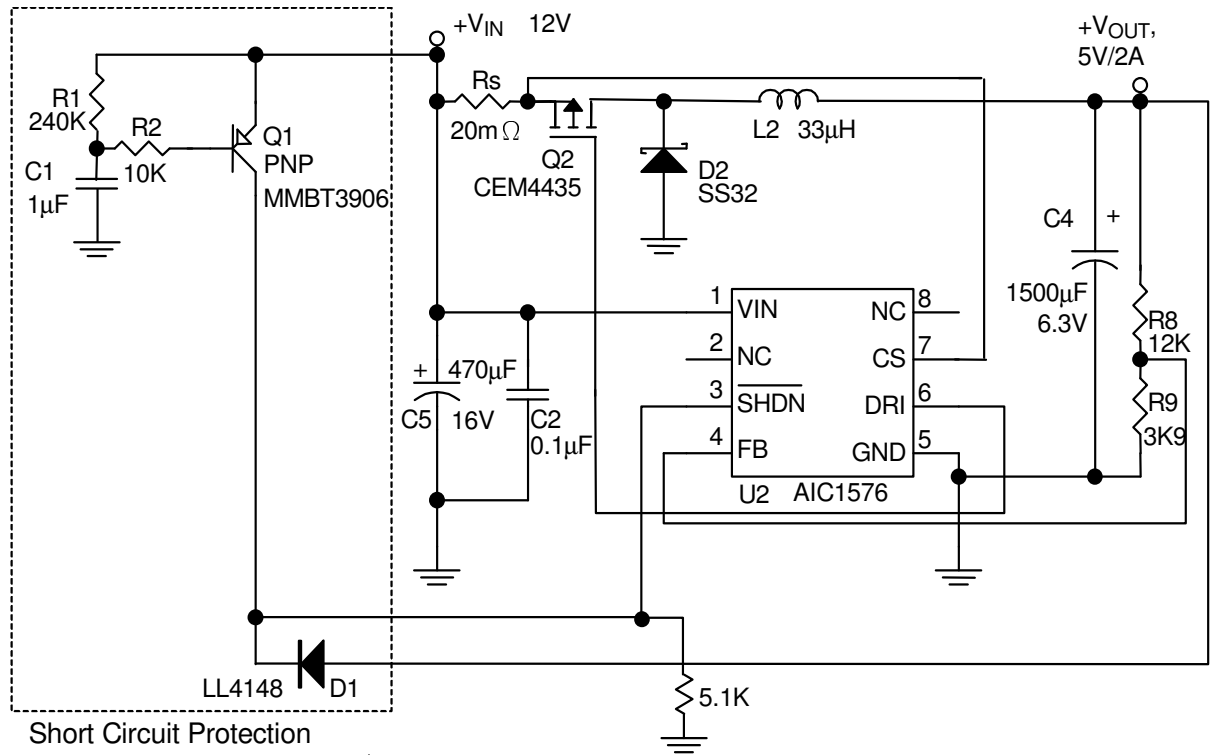 +VIN 12V
+VOUT,
5V/2A
R1
240K
R2
10K
C1
1μF
Q1
PNP
MMBT3906
Rs
20mΩ
Q2
CEM4435
L2 33μH
D2
SS32
C4 +
1500μF
6.3V
R8
12K
R9
3K9
1 VIN
2 NC
3 SHDN
4 FB
NC 8
CS 7
DRI 6
GND 5
U2 AIC1576
+ 470μF
C5 16V
C2
0.1μF
LL4148 D1
5.1K
Short Circuit Protection